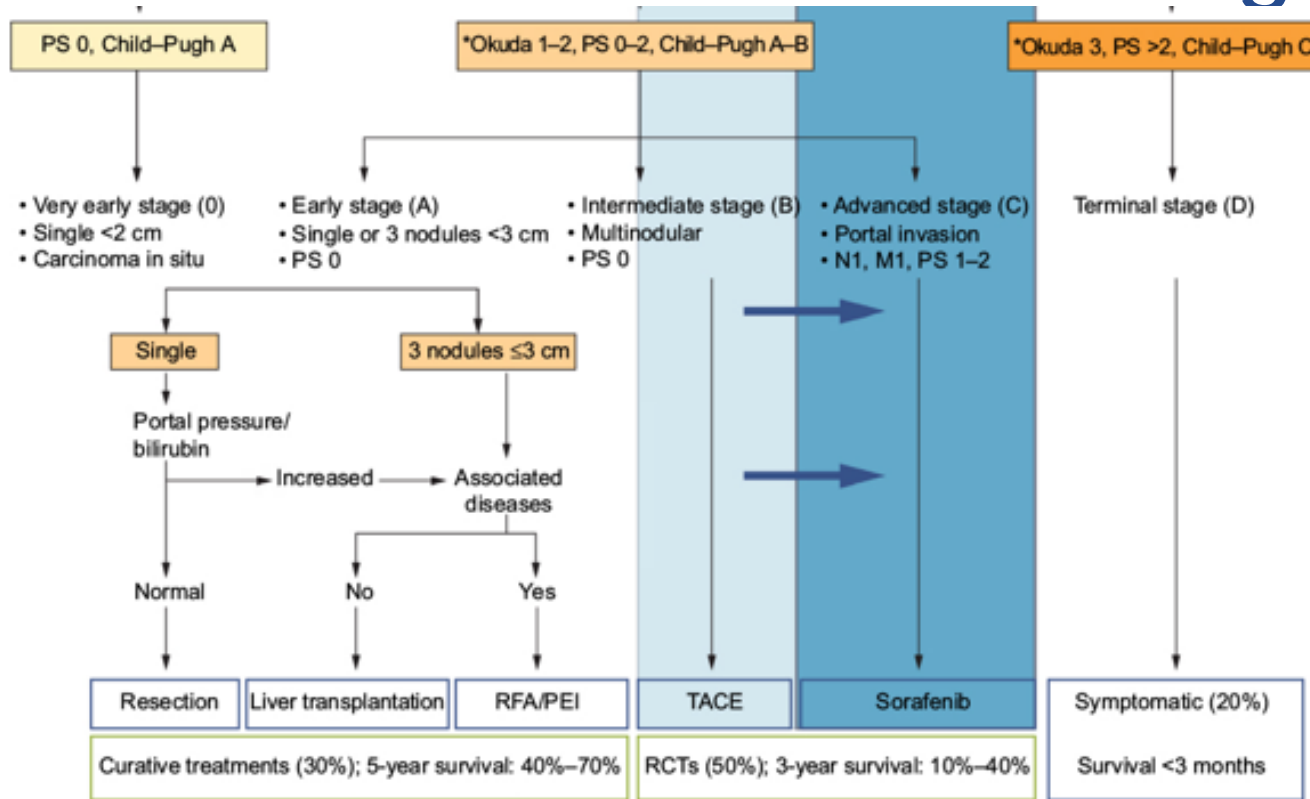 PS 0, Child–Pugh A
*Okuda 1–2, PS 0–2, Child–Pugh A–B
*Okuda 3, PS >2, Child–Pugh C
• Very early stage (0)
• Single <2 cm
• Carcinoma in situ
• Early stage (A)
• Single or 3 nodules <3 cm
• PS 0
• Intermediate stage (B)
• Multinodular
• PS 0
• Advanced stage (C)
• Portal invasion
• N1, M1, PS 1–2
Terminal stage (D)
Single
3 nodules ≤3 cm
Portal pressure/
bilirubin
Increased
Associated
diseases
Normal
No
Yes
Resection
Liver transplantation
RFA/PEI
TACE
Sorafenib
Symptomatic (20%)
Curative treatments (30%); 5-year survival: 40%–70%
RCTs (50%); 3-year survival: 10%–40%
Survival <3 months